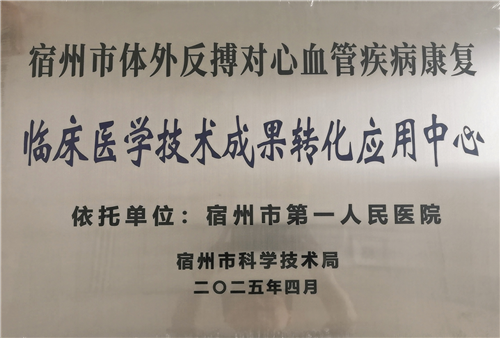 宿州市体外反搏对心血管疾病康复
临床医学技术成果转化应用中心
依托单位：宿州市第一人民医院
宿州市科学技术局
二〇二五年四月